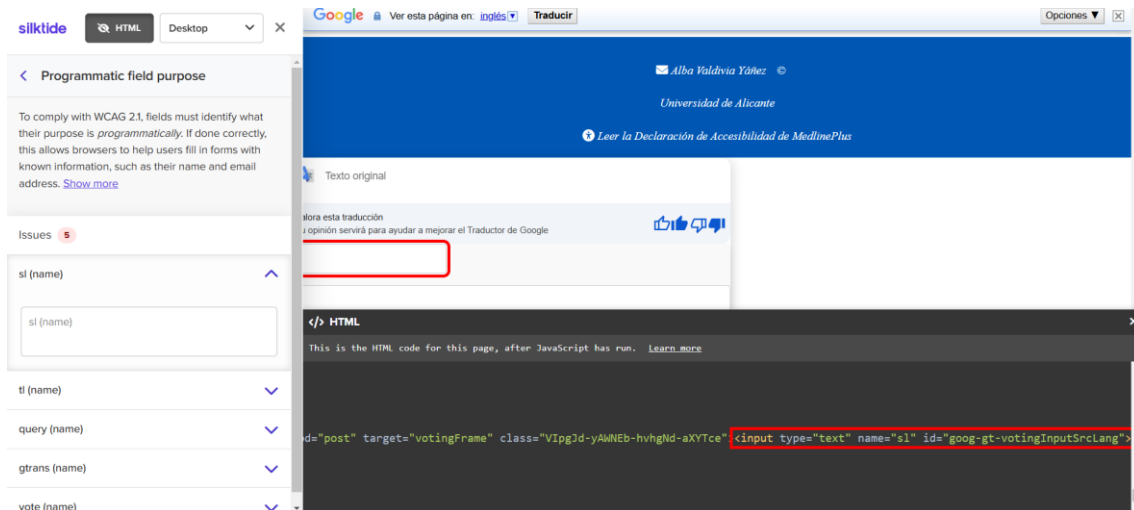 silktide
HTML
Desktop
Programmatic field purpose
To comply with WCAG 2.1, fields must identify what
their purpose is programmatically. If done correctly,
this allows browsers to help users fill in forms with
known information, such as their name and email
address. Show more
Issues 5
sl (name)
sl (name)
tl (name)
query (name)
gtrans (name)
vote (name)
Google Ver esta página en: inglés Traducir
Opciones ▼
Alba Valdivia Yáñez ©
Universidad de Alicante
Leer la Declaración de Accesibilidad de MedlinePlus
Texto original
alora esta traducción
u opinión servirá para ayudar a mejorar el Traductor de Google
</> HTML
This is the HTML code for this page, after JavaScript has run. Learn more
od="post" target="votingFrame" class="VIpgJd-yAWNEb-hvhgNd-aXYTce"><input type="text" name="sl" id="goog-gt-votingInputSrcLang">